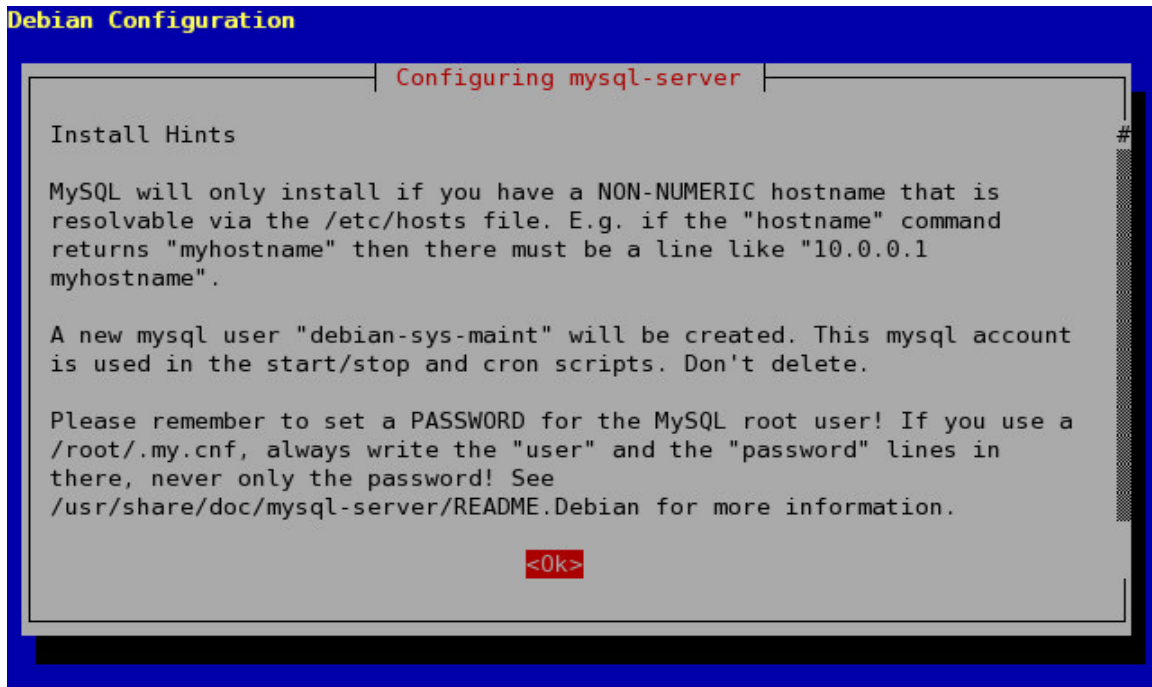 Debian Configuration
Configuring mysql-server
Install Hints
#
MySQL will only install if you have a NON-NUMERIC hostname that is
resolvable via the /etc/hosts file. E.g. if the "hostname" command
returns "myhostname" then there must be a line like "10.0.0.1
myhostname".
A new mysql user "debian-sys-maint" will be created. This mysql account
is used in the start/stop and cron scripts. Don't delete.
Please remember to set a PASSWORD for the MySQL root user! If you use a
/root/.my.cnf, always write the "user" and the "password" lines in
there, never only the password! See
/usr/share/doc/mysql-server/README.Debian for more information.
<Ok>